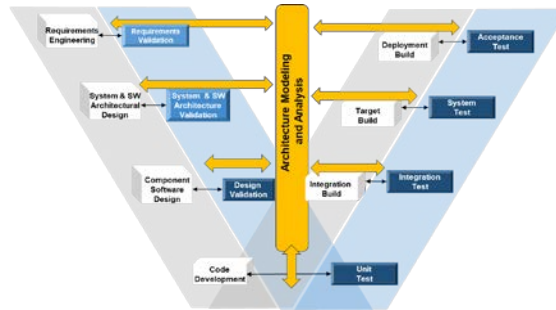 Requirements
Engineering
Requirements
Validation
Architecture Modeling
and Analysis
Deployment
Build
Acceptance
Test
System & SW
Architectural
Design
System & SW
Architecture
Validation
Target
Build
System
Test
Component
Software
Design
Design
Validation
Integration
Build
Integration
Test
Code
Development
Unit
Test